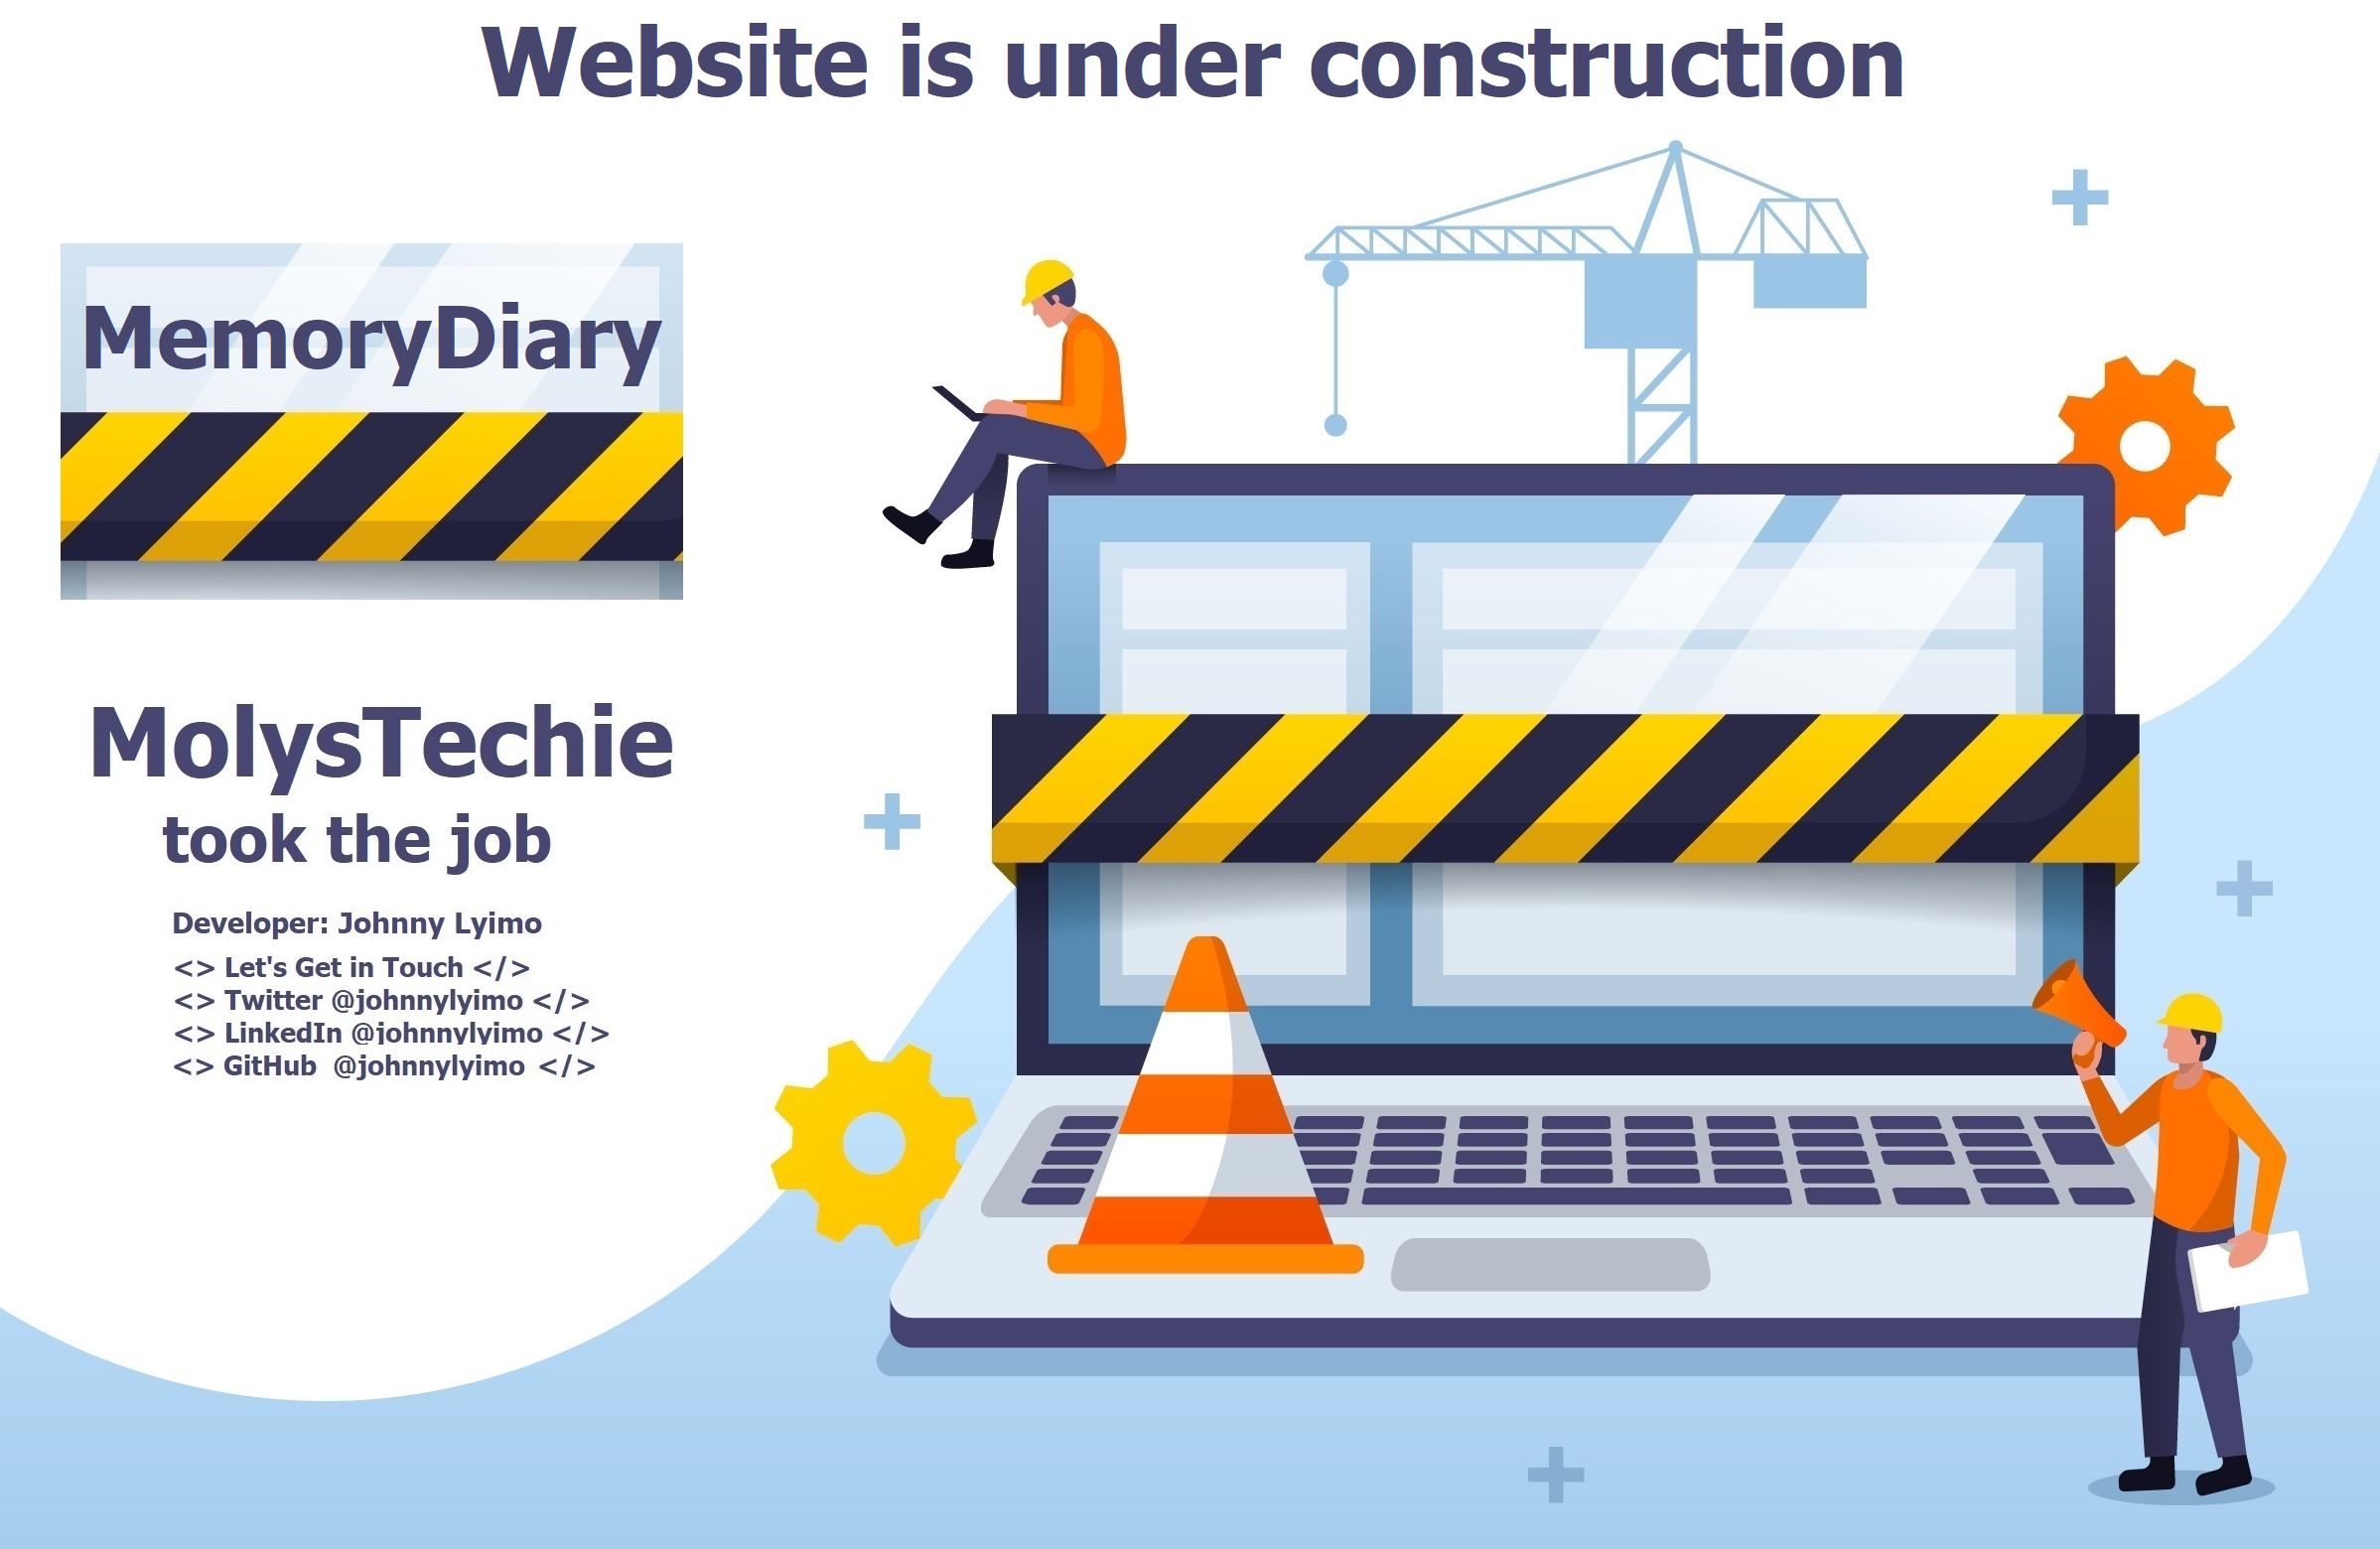 Website is under construction
MemoryDiary
MolysTechie
took the job
Developer: Johnny Lyimo
<> Let's Get in Touch </>
<> Twitter @johnnylyimo </>
<> LinkedIn @johnnylyimo </>
<> GitHub @johnnylyimo </>